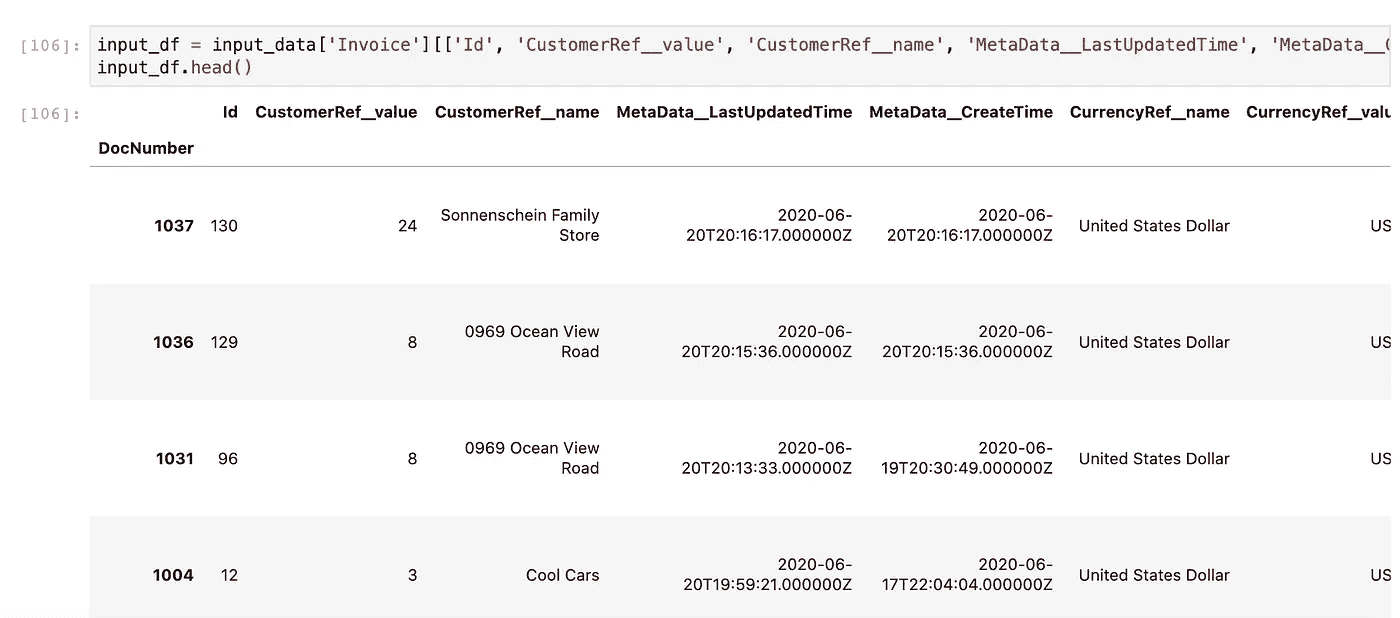 [106]: input_df = input_data['Invoice'][['Id', 'CustomerRef__value', 'CustomerRef__name', 'MetaData__LastUpdatedTime', 'MetaData__
input_df.head()
[106]: Id CustomerRef__value CustomerRef__name MetaData__LastUpdatedTime MetaData__CreateTime CurrencyRef__name CurrencyRef__valu
DocNumber
1037 130 24 Sonnenschein Family Store 2020-06-20T20:16:17.000000Z 2020-06-20T20:16:17.000000Z United States Dollar US
1036 129 8 0969 Ocean View Road 2020-06-20T20:15:36.000000Z 2020-06-20T20:15:36.000000Z United States Dollar US
1031 96 8 0969 Ocean View Road 2020-06-20T20:13:33.000000Z 2020-06-19T20:30:49.000000Z United States Dollar US
1004 12 3 Cool Cars 2020-06-20T19:59:21.000000Z 2020-06-17T22:04:04.000000Z United States Dollar US